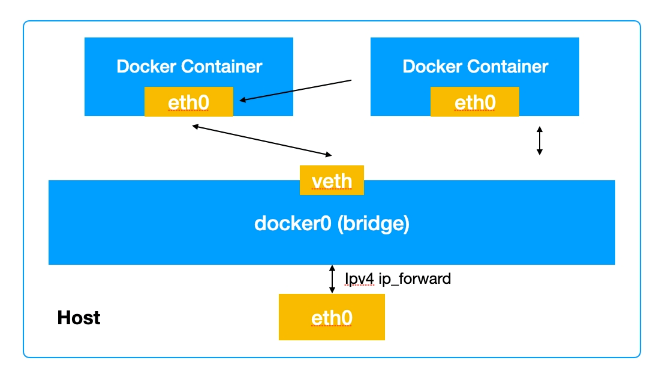 Docker Container
Docker Container
eth0
eth0
veth
docker0 (bridge)
Ipv4 ip_forward
eth0
Host